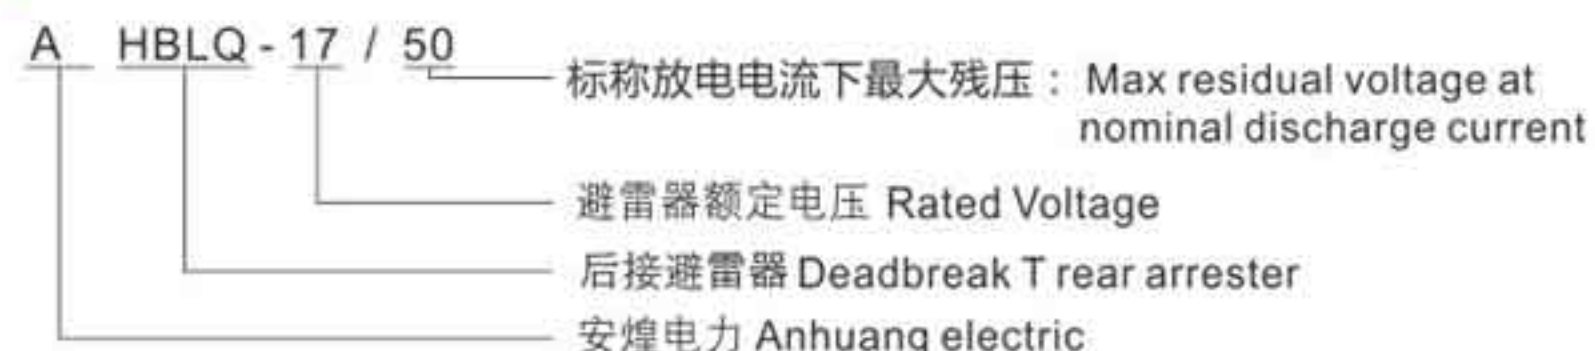 A HBLQ - 17 / 50
标称放电电流下最大残压： Max residual voltage at
nominal discharge current
避雷器额定电压 Rated Voltage
后接避雷器 Deadbreak T rear arrester
安煌电力 Anhuang electric